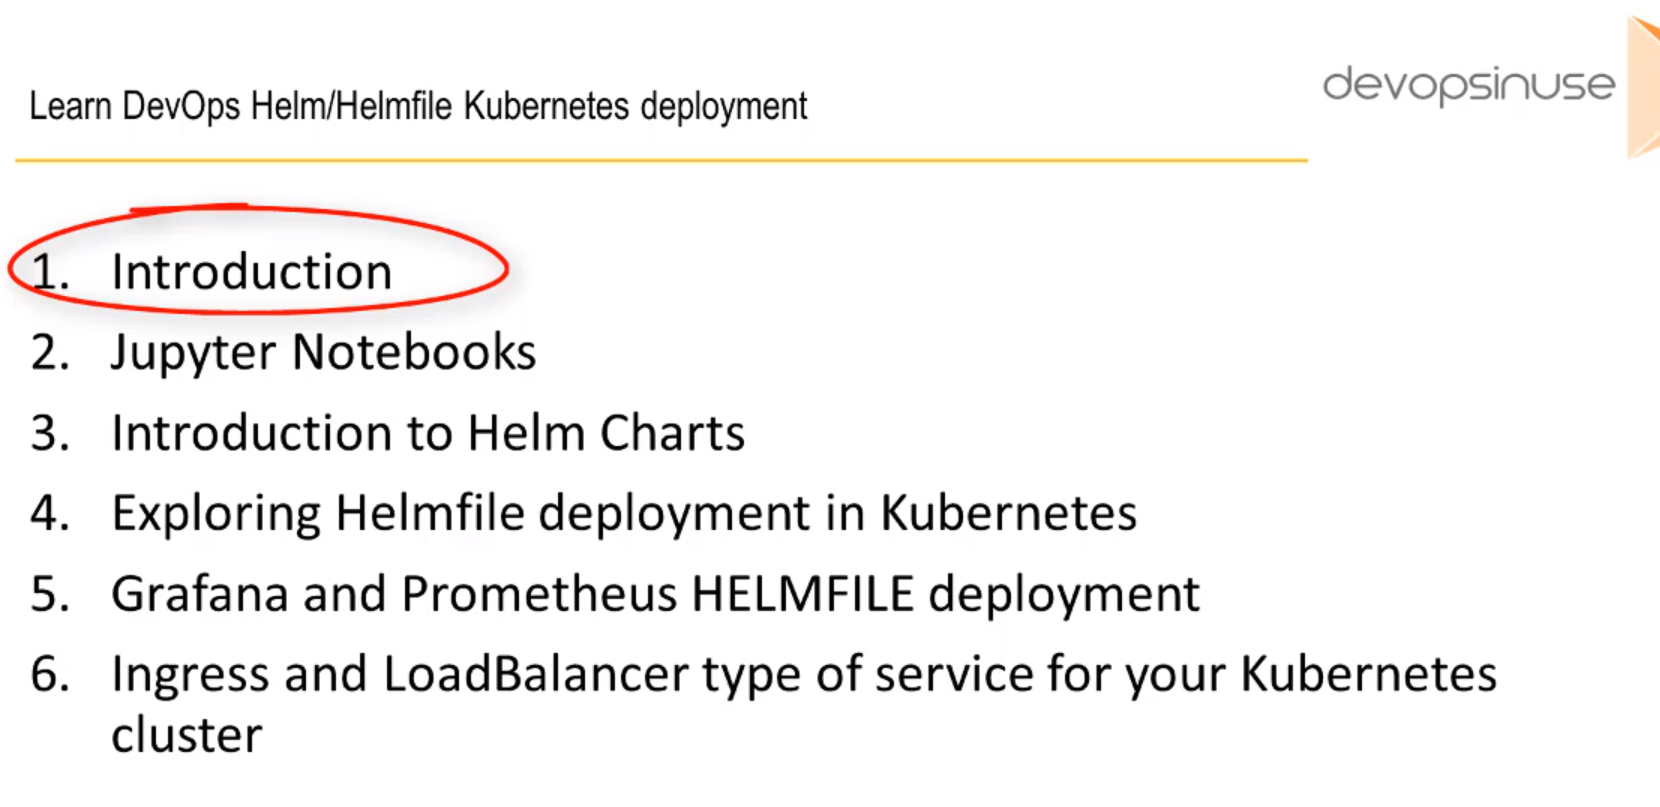 devopsinuse
Learn DevOps Helm/Helmfile Kubernetes deployment
1. Introduction
2. Jupyter Notebooks
3. Introduction to Helm Charts
4. Exploring Helmfile deployment in Kubernetes
5. Grafana and Prometheus HELMFILE deployment
6. Ingress and LoadBalancer type of service for your Kubernetes
cluster